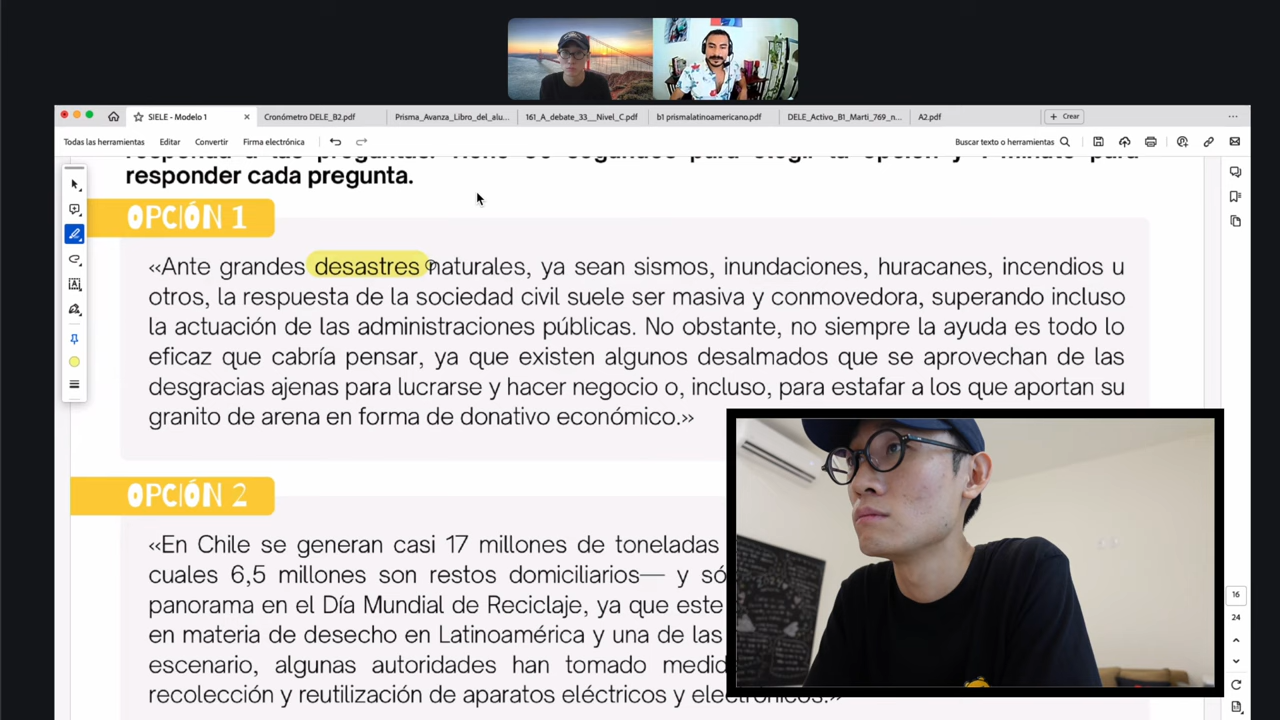 SIELE - Modelo 1
Cronómetro DELE_B2.pdf
Prisma_Avanza_Libro_del_alu...
161_A_debate_33__Nivel_C.pdf
b1 prismalatinoamericano.pdf
DELE_Activo_B1_Marti_769_n...
A2.pdf
Crear
Todas las herramientas
Editar
Convertir
Firma electrónica
Buscar texto o herramientas
responder cada pregunta.
OPCIÓN 1
«Ante grandes desastres naturales, ya sean sismos, inundaciones, huracanes, incendios u
otros, la respuesta de la sociedad civil suele ser masiva y conmovedora, superando incluso
la actuación de las administraciones públicas. No obstante, no siempre la ayuda es todo lo
eficaz que cabría pensar, ya que existen algunos desalmados que se aprovechan de las
desgracias ajenas para lucrarse y hacer negocio o, incluso, para estafar a los que aportan su
granito de arena en forma de donativo económico.»
OPCIÓN 2
«En Chile se generan casi 17 millones de toneladas
cuales 6,5 millones son restos domiciliarios— y só
panorama en el Día Mundial de Reciclaje, ya que este
en materia de desecho en Latinoamérica y una de las
escenario, algunas autoridades han tomado medid
recolección y reutilización de aparatos eléctricos y electrónicos.»
16
24